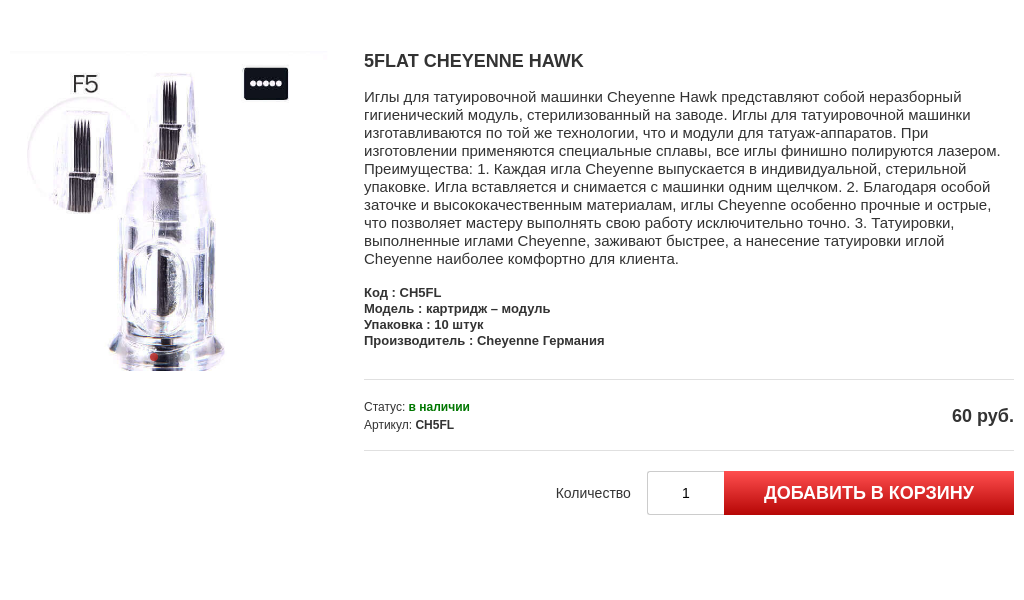 F5
5FLAT CHEYENNE HAWK
Иглы для татуировочной машинки Cheyenne Hawk представляют собой неразборный
гигиенический модуль, стерилизованный на заводе. Иглы для татуировочной машинки
изготавливаются по той же технологии, что и модули для татуаж-аппаратов. При
изготовлении применяются специальные сплавы, все иглы финишно полируются лазером.
Преимущества: 1. Каждая игла Cheyenne выпускается в индивидуальной, стерильной
упаковке. Игла вставляется и снимается с машинки одним щелчком. 2. Благодаря особой
заточке и высококачественным материалам, иглы Cheyenne особенно прочные и острые,
что позволяет мастеру выполнять свою работу исключительно точно. 3. Татуировки,
выполненные иглами Cheyenne, заживают быстрее, а нанесение татуировки иглой
Cheyenne наиболее комфортно для клиента.
Код : CH5FL
Модель : картридж – модуль
Упаковка : 10 штук
Производитель : Cheyenne Германия
Статус: в наличии
Артикул: CH5FL
60 руб.
Количество 1 ДОБАВИТЬ В КОРЗИНУ